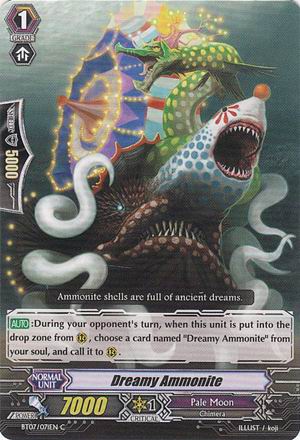 1
GRADE
5000
Ammonite shells are full of ancient dreams.
AUTO:During your opponent's turn, when this unit is put into the
drop zone from , choose a card named "Dreamy Ammonite" from
your soul, and call it to .
NORMAL UNIT
Dreamy Ammonite
POWER
7000
1
CRITICAL
Pale Moon
Chimera
BT07/071EN C
ILLUST / koji